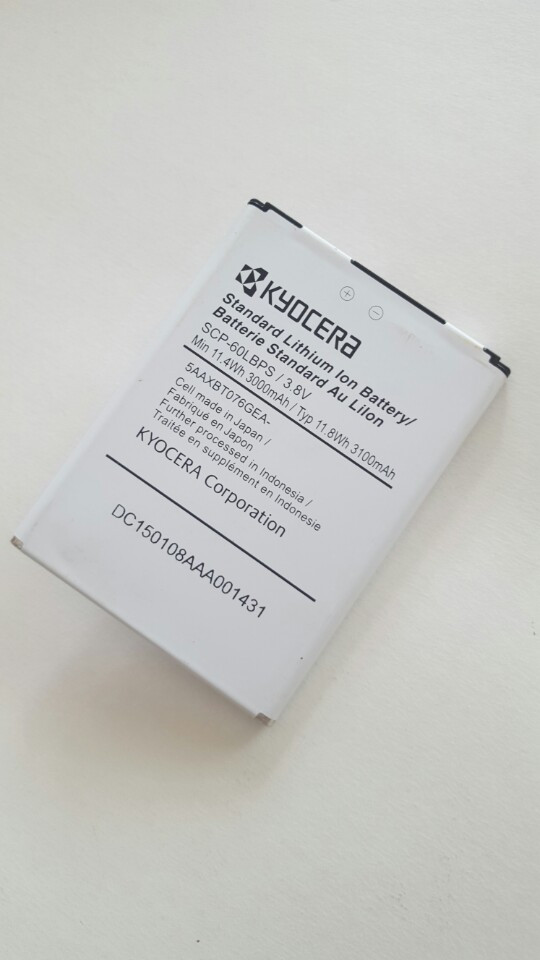 KYOCERA
Standard Lithium Ion Battery/
Batterie Standard Au LiIon
SCP-60LBPS / 3.8V
Min 11.4Wh 3000mAh / Typ 11.8Wh 3100mAh
5AAXBT076GEA-
Cell made in Japan /
Fabriqué en Japon
Further processed in Indonesia /
Traitée en supplément en Indonesie
KYOCERA Corporation
DC150108AAA001431